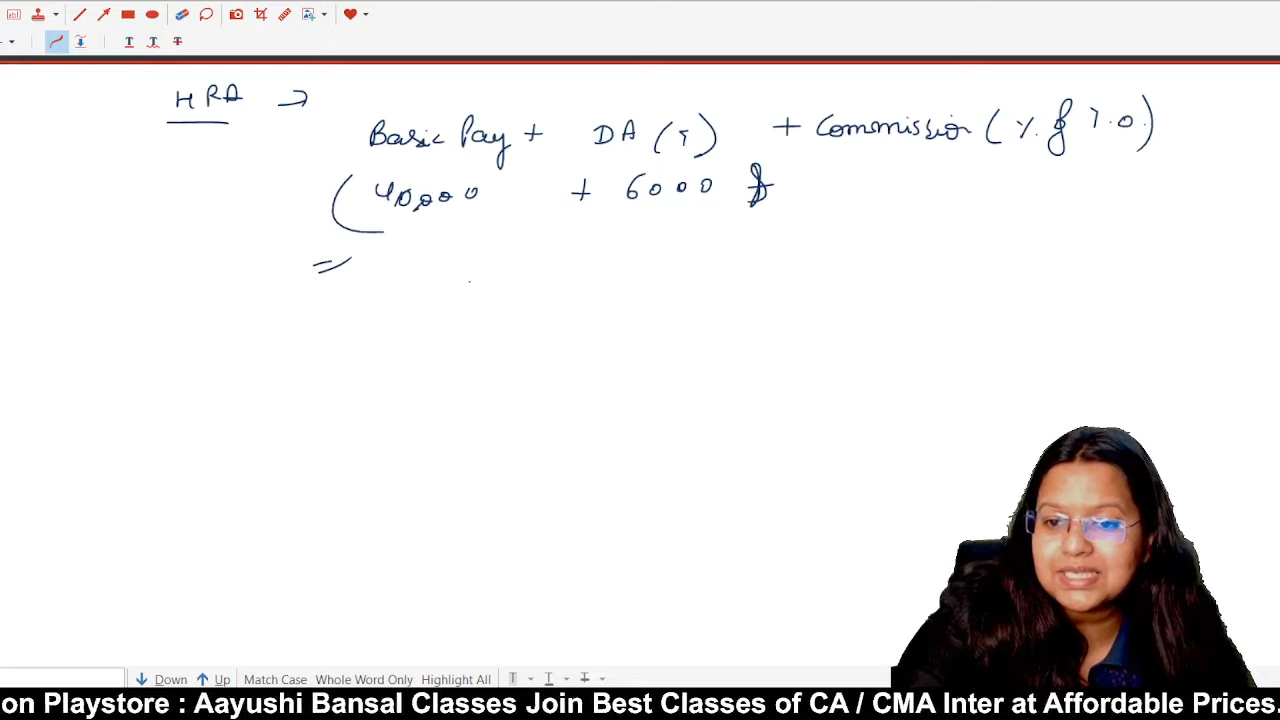 HRA →
Basic Pay + DA (T) + Commission (% of T.O.)
(40,000 + 6000
=
Down Up Match Case Whole Word Only Highlight All
on Playstore : Aayushi Bansal Classes Join Best Classes of CA / CMA Inter at Affordable Prices.